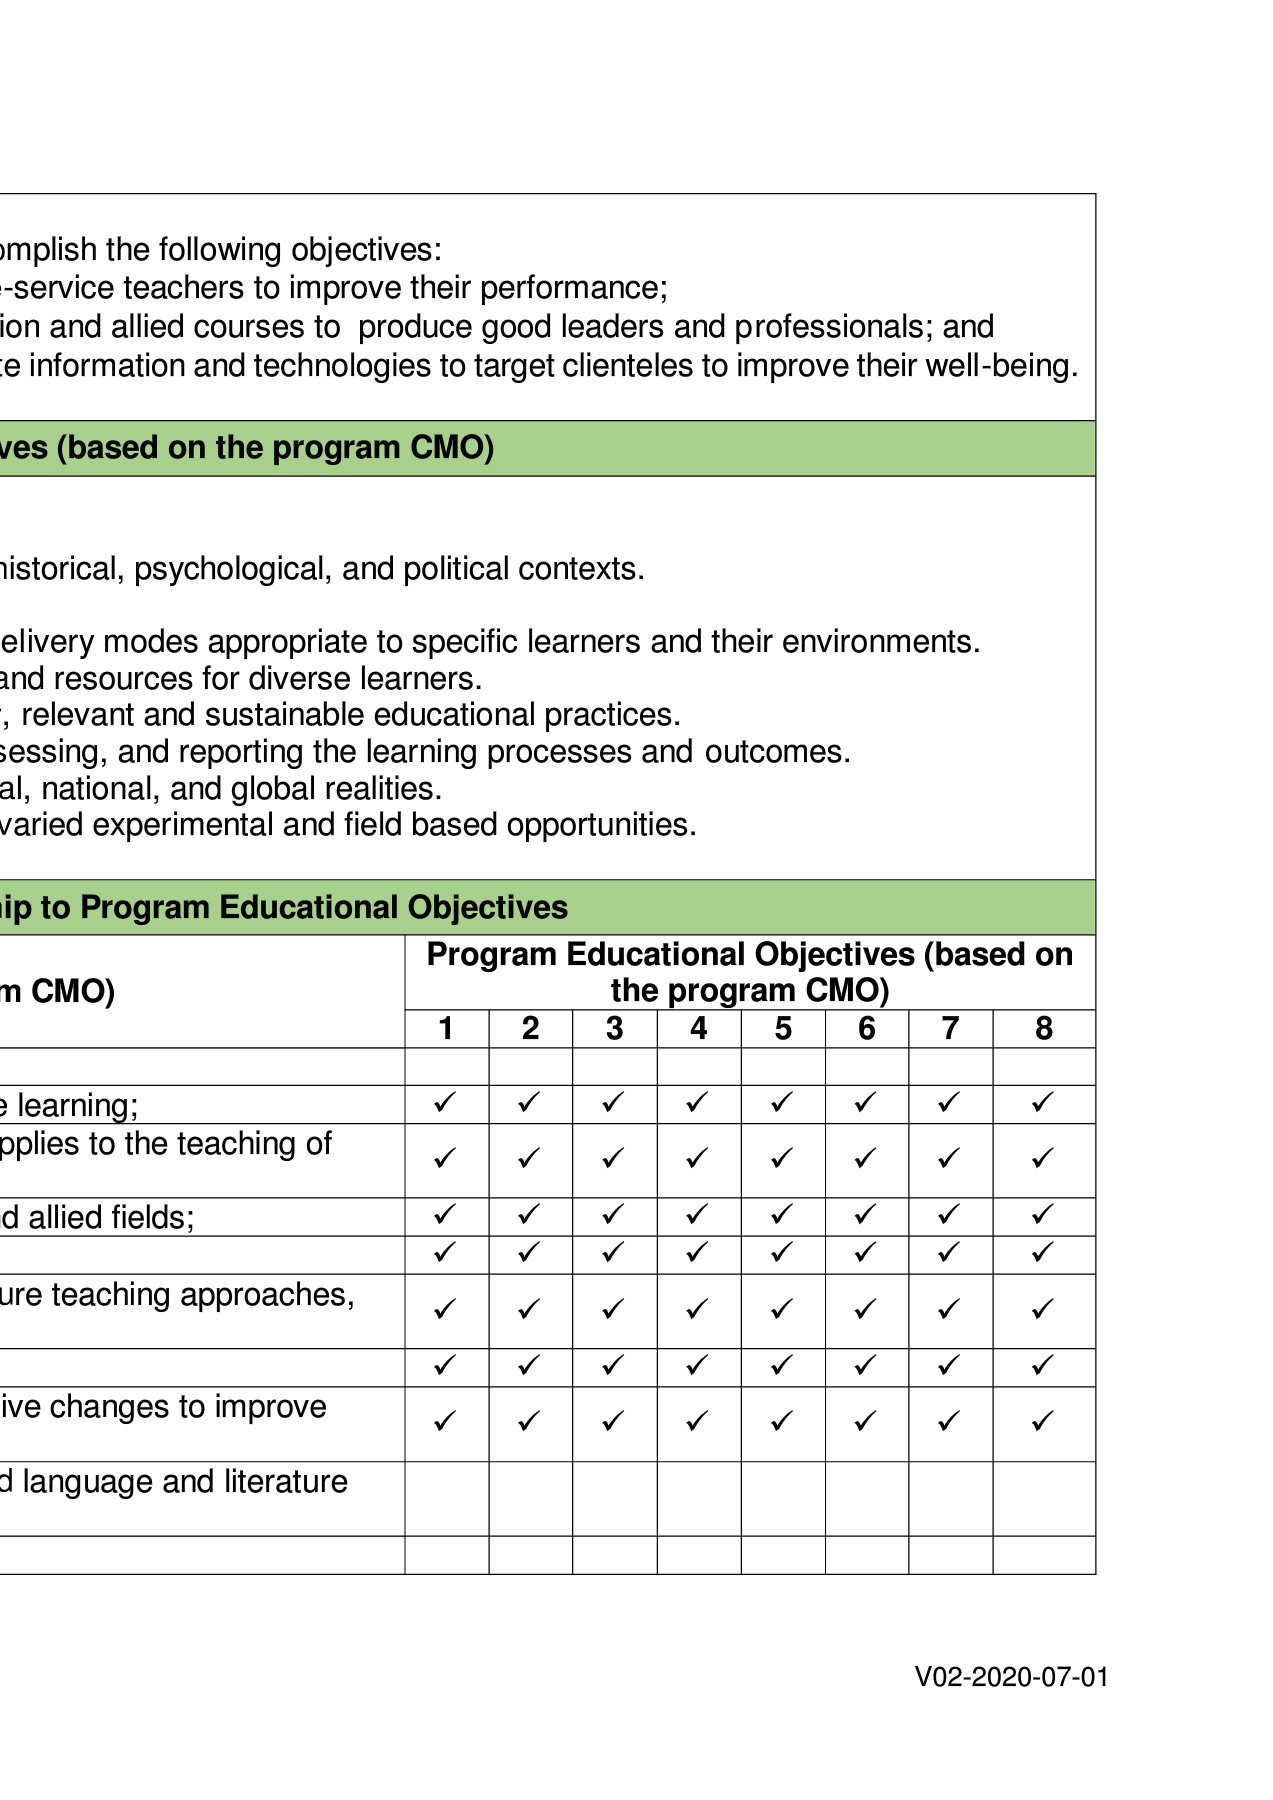 omplish the following objectives:
-service teachers to improve their performance;
ion and allied courses to produce good leaders and professionals; and
te information and technologies to target clienteles to improve their well-being.
ves (based on the program CMO)
historical, psychological, and political contexts.
elivery modes appropriate to specific learners and their environments.
and resources for diverse learners.
, relevant and sustainable educational practices.
sessing, and reporting the learning processes and outcomes.
al, national, and global realities.
varied experimental and field based opportunities.
ip to Program Educational Objectives
m CMO)
Program Educational Objectives (based on
the program CMO)
1 2 3 4 5 6 7 8
e learning; ✓ ✓ ✓ ✓ ✓ ✓ ✓ ✓
pplies to the teaching of
✓ ✓ ✓ ✓ ✓ ✓ ✓ ✓
d allied fields; ✓ ✓ ✓ ✓ ✓ ✓ ✓ ✓
✓ ✓ ✓ ✓ ✓ ✓ ✓ ✓
ure teaching approaches,
✓ ✓ ✓ ✓ ✓ ✓ ✓ ✓
✓ ✓ ✓ ✓ ✓ ✓ ✓ ✓
ive changes to improve
✓ ✓ ✓ ✓ ✓ ✓ ✓ ✓
d language and literature
V02-2020-07-01